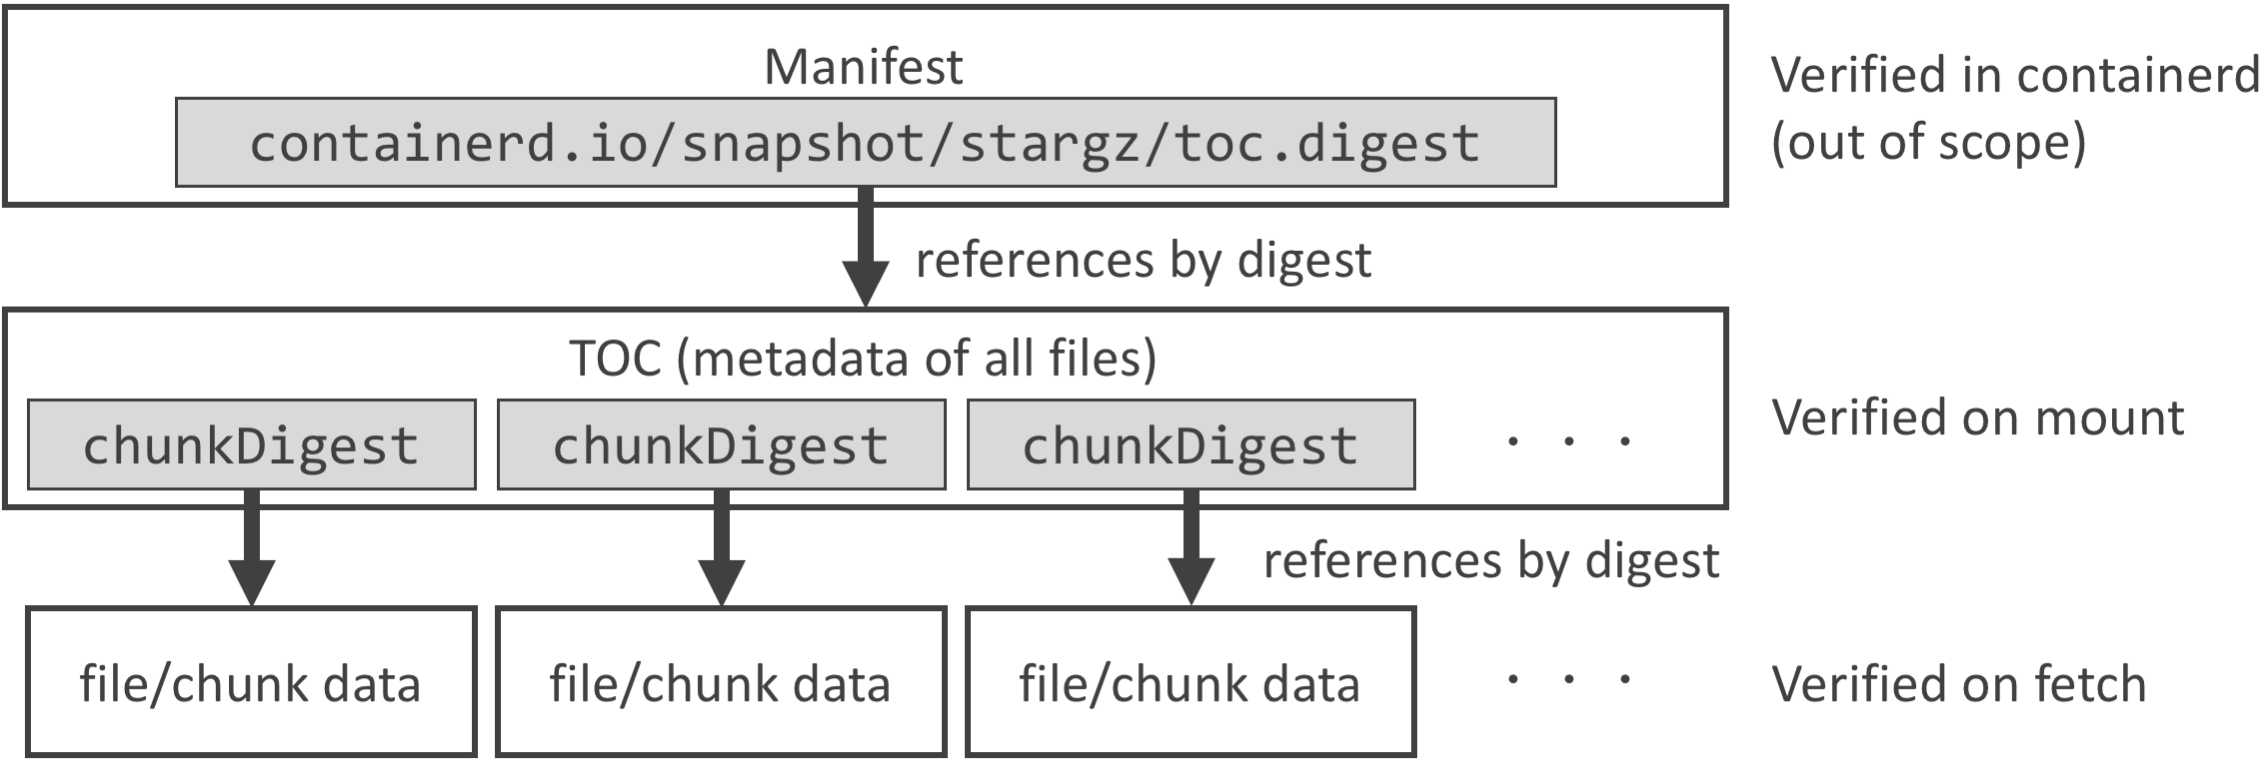 Manifest
containerd.io/snapshot/stargz/toc.digest
Verified in containerd
(out of scope)
references by digest
TOC (metadata of all files)
chunkDigest chunkDigest chunkDigest . . .
Verified on mount
references by digest
file/chunk data file/chunk data file/chunk data . . .
Verified on fetch